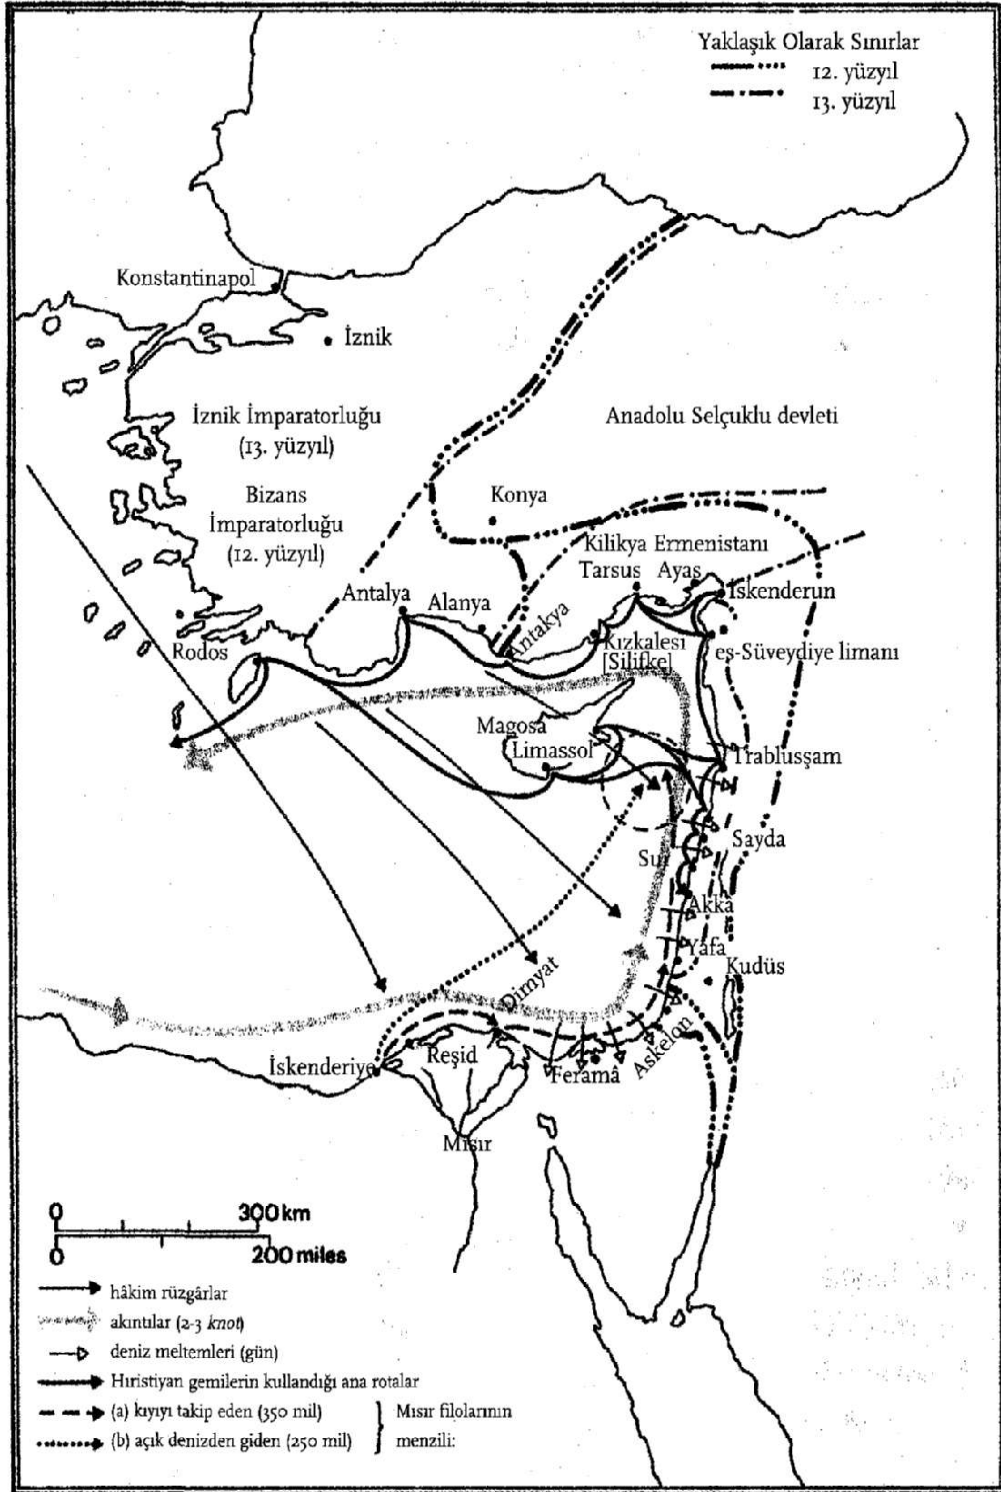 Yaklaşık Olarak Sınırlar
12. yüzyıl
13. yüzyıl
Konstantinapol
İznik
İznik İmparatorluğu
(13. yüzyıl)
Anadolu Selçuklu devleti
Bizans
İmparatorluğu
(12. yüzyıl)
Konya
Kilikya Ermenistanı
Tarsus
Ayaş
İskenderun
Antalya
Alanya
Antakya
Kızkalesi
[Silifke]
es-Süveydiye limanı
Rodos
Magosa
Limassol
Trablusşam
Sayda
Sur
Akka
Yafa
Kudüs
Dimyat
Askelon
İskenderiye
Reşid
Feramâ
Mısır
0 300 km
0 200 miles
hâkim rüzgârlar
akıntılar (2-3 knot)
deniz meltemleri (gün)
Hıristiyan gemilerin kullandığı ana rotalar
(a) kıyıyı takip eden (350 mil)
(b) açık denizden giden (250 mil)
Mısır filolarının
menzili: